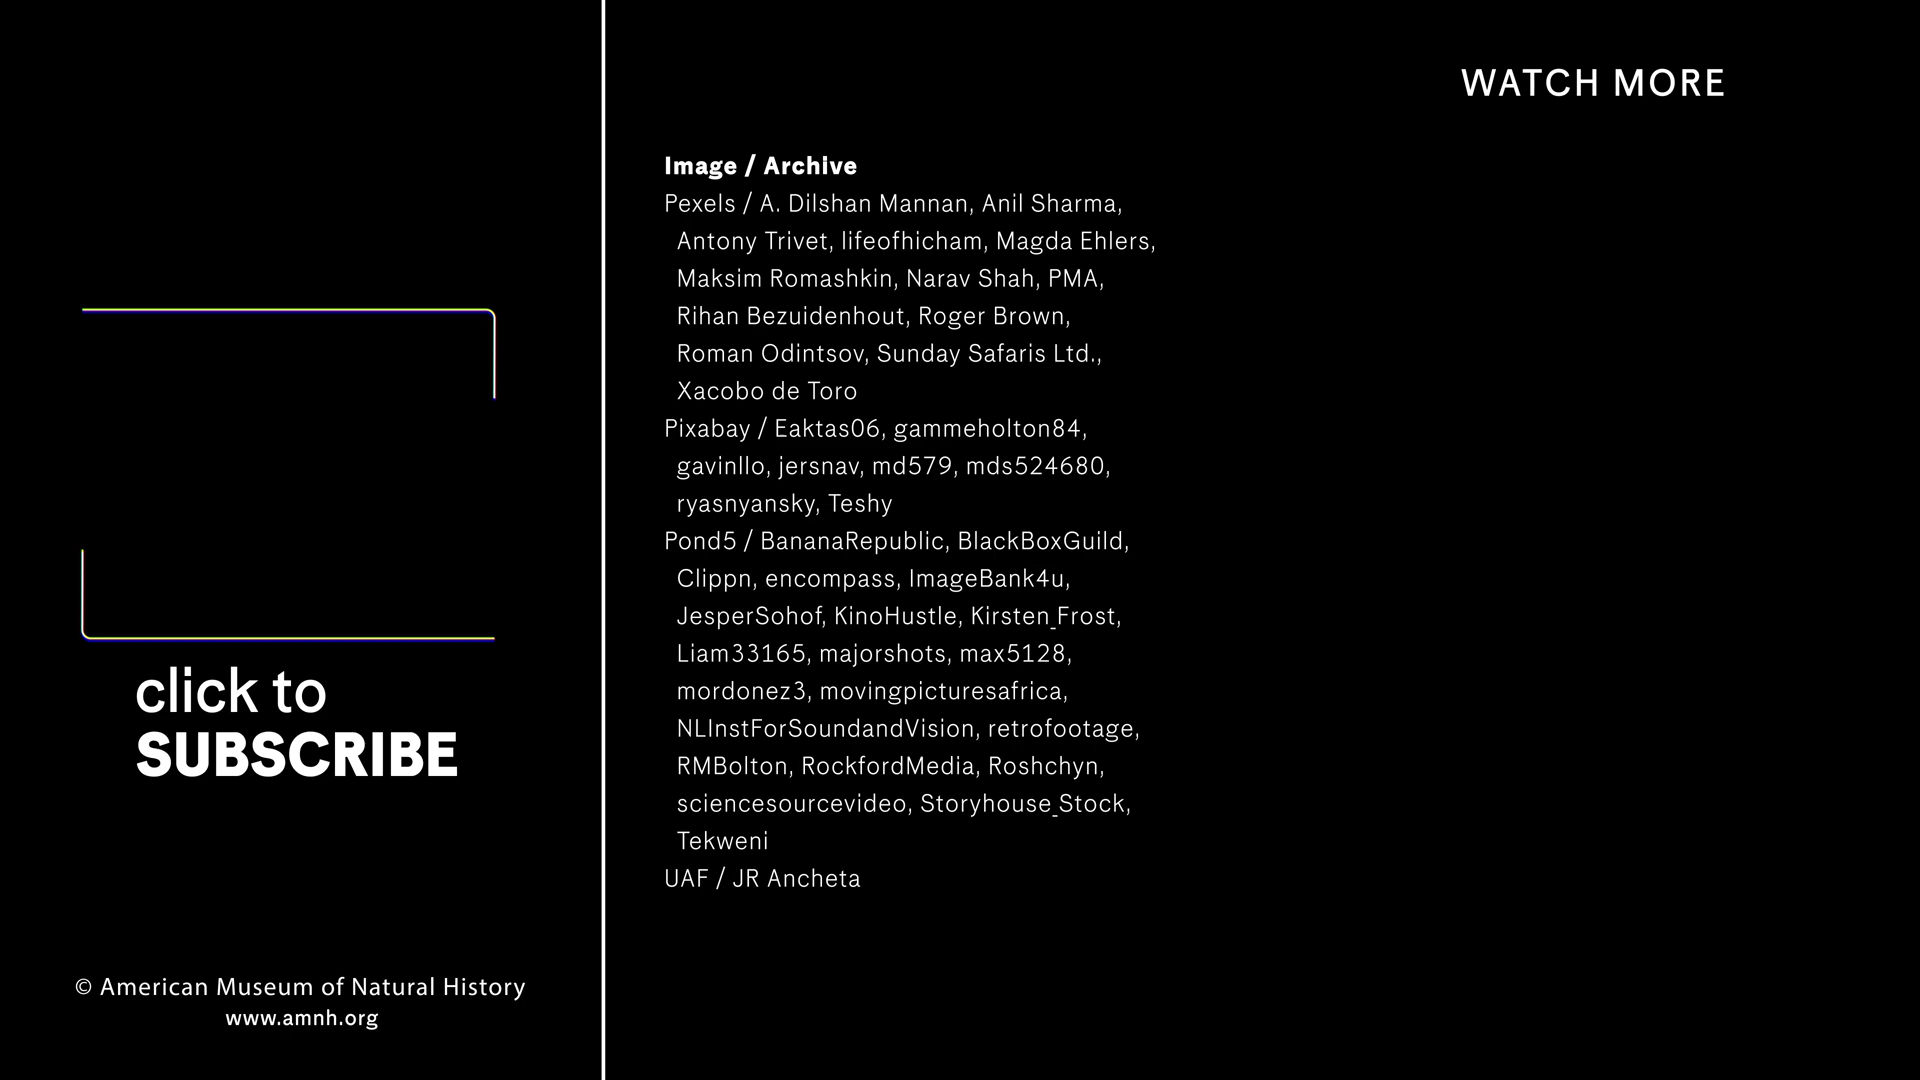 WATCH MORE
Image / Archive
Pexels / A. Dilshan Mannan, Anil Sharma,
Antony Trivet, lifeofhicham, Magda Ehlers,
Maksim Romashkin, Narav Shah, PMA,
Rihan Bezuidenhout, Roger Brown,
Roman Odintsov, Sunday Safaris Ltd.,
Xacobo de Toro
Pixabay / Eaktas06, gammeholton84,
gavinllo, jersnav, md579, mds524680,
ryasnyansky, Teshy
Pond5 / BananaRepublic, BlackBoxGuild,
Clippn, encompass, ImageBank4u,
JesperSohof, KinoHustle, Kirsten_Frost,
Liam33165, majorshots, max5128,
mordonez3, movingpicturesafrica,
NLInstForSoundandVision, retrofootage,
RMBolton, RockfordMedia, Roshchyn,
sciencesourcevideo, Storyhouse_Stock,
Tekweni
UAF / JR Ancheta
click to
SUBSCRIBE
© American Museum of Natural History
www.amnh.org